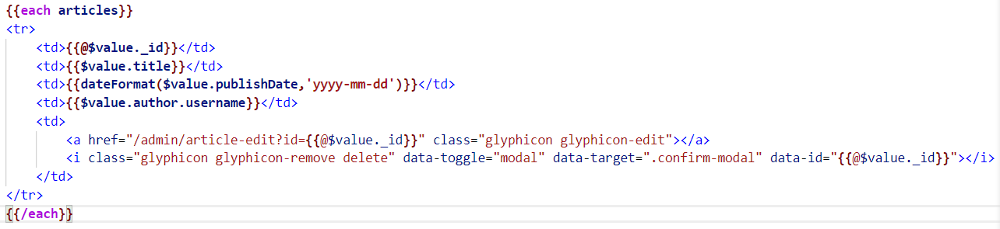 {{each articles}}
<tr>
    <td>{{@$value._id}}</td>
    <td>{{$value.title}}</td>
    <td>{{dateFormat($value.publishDate,'yyyy-mm-dd')}}</td>
    <td>{{$value.author.username}}</td>
    <td>
        <a href="/admin/article-edit?id={{@$value._id}}" class="glyphicon glyphicon-edit"></a>
        <i class="glyphicon glyphicon-remove delete" data-toggle="modal" data-target=".confirm-modal" data-id="{{@$value._id}}"></i>
    </td>
</tr>
{{/each}}